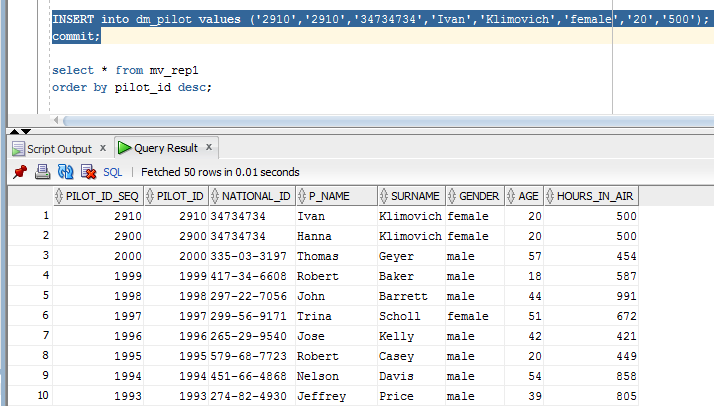 INSERT into dm_pilot values ('2910','2910','34734734','Ivan','Klimovich','female','20','500');
commit;
select * from mv_rep1
order by pilot_id desc;
Script Output x Query Result x
SQL | Fetched 50 rows in 0.01 seconds
PILOT_ID_SEQ PILOT_ID NATIONAL_ID P_NAME SURNAME GENDER AGE HOURS_IN_AIR
1 2910 2910 34734734 Ivan Klimovich female 20 500
2 2900 2900 34734734 Hanna Klimovich female 20 500
3 2000 2000 335-03-3197 Thomas Geyer male 57 454
4 1999 1999 417-34-6608 Robert Baker male 18 587
5 1998 1998 297-22-7056 John Barrett male 44 991
6 1997 1997 299-56-9171 Trina Scholl female 51 672
7 1996 1996 265-29-9540 Jose Kelly male 42 421
8 1995 1995 579-68-7723 Robert Casey male 20 449
9 1994 1994 451-66-4868 Nelson Davis male 54 858
10 1993 1993 274-82-4930 Jeffrey Price male 39 805